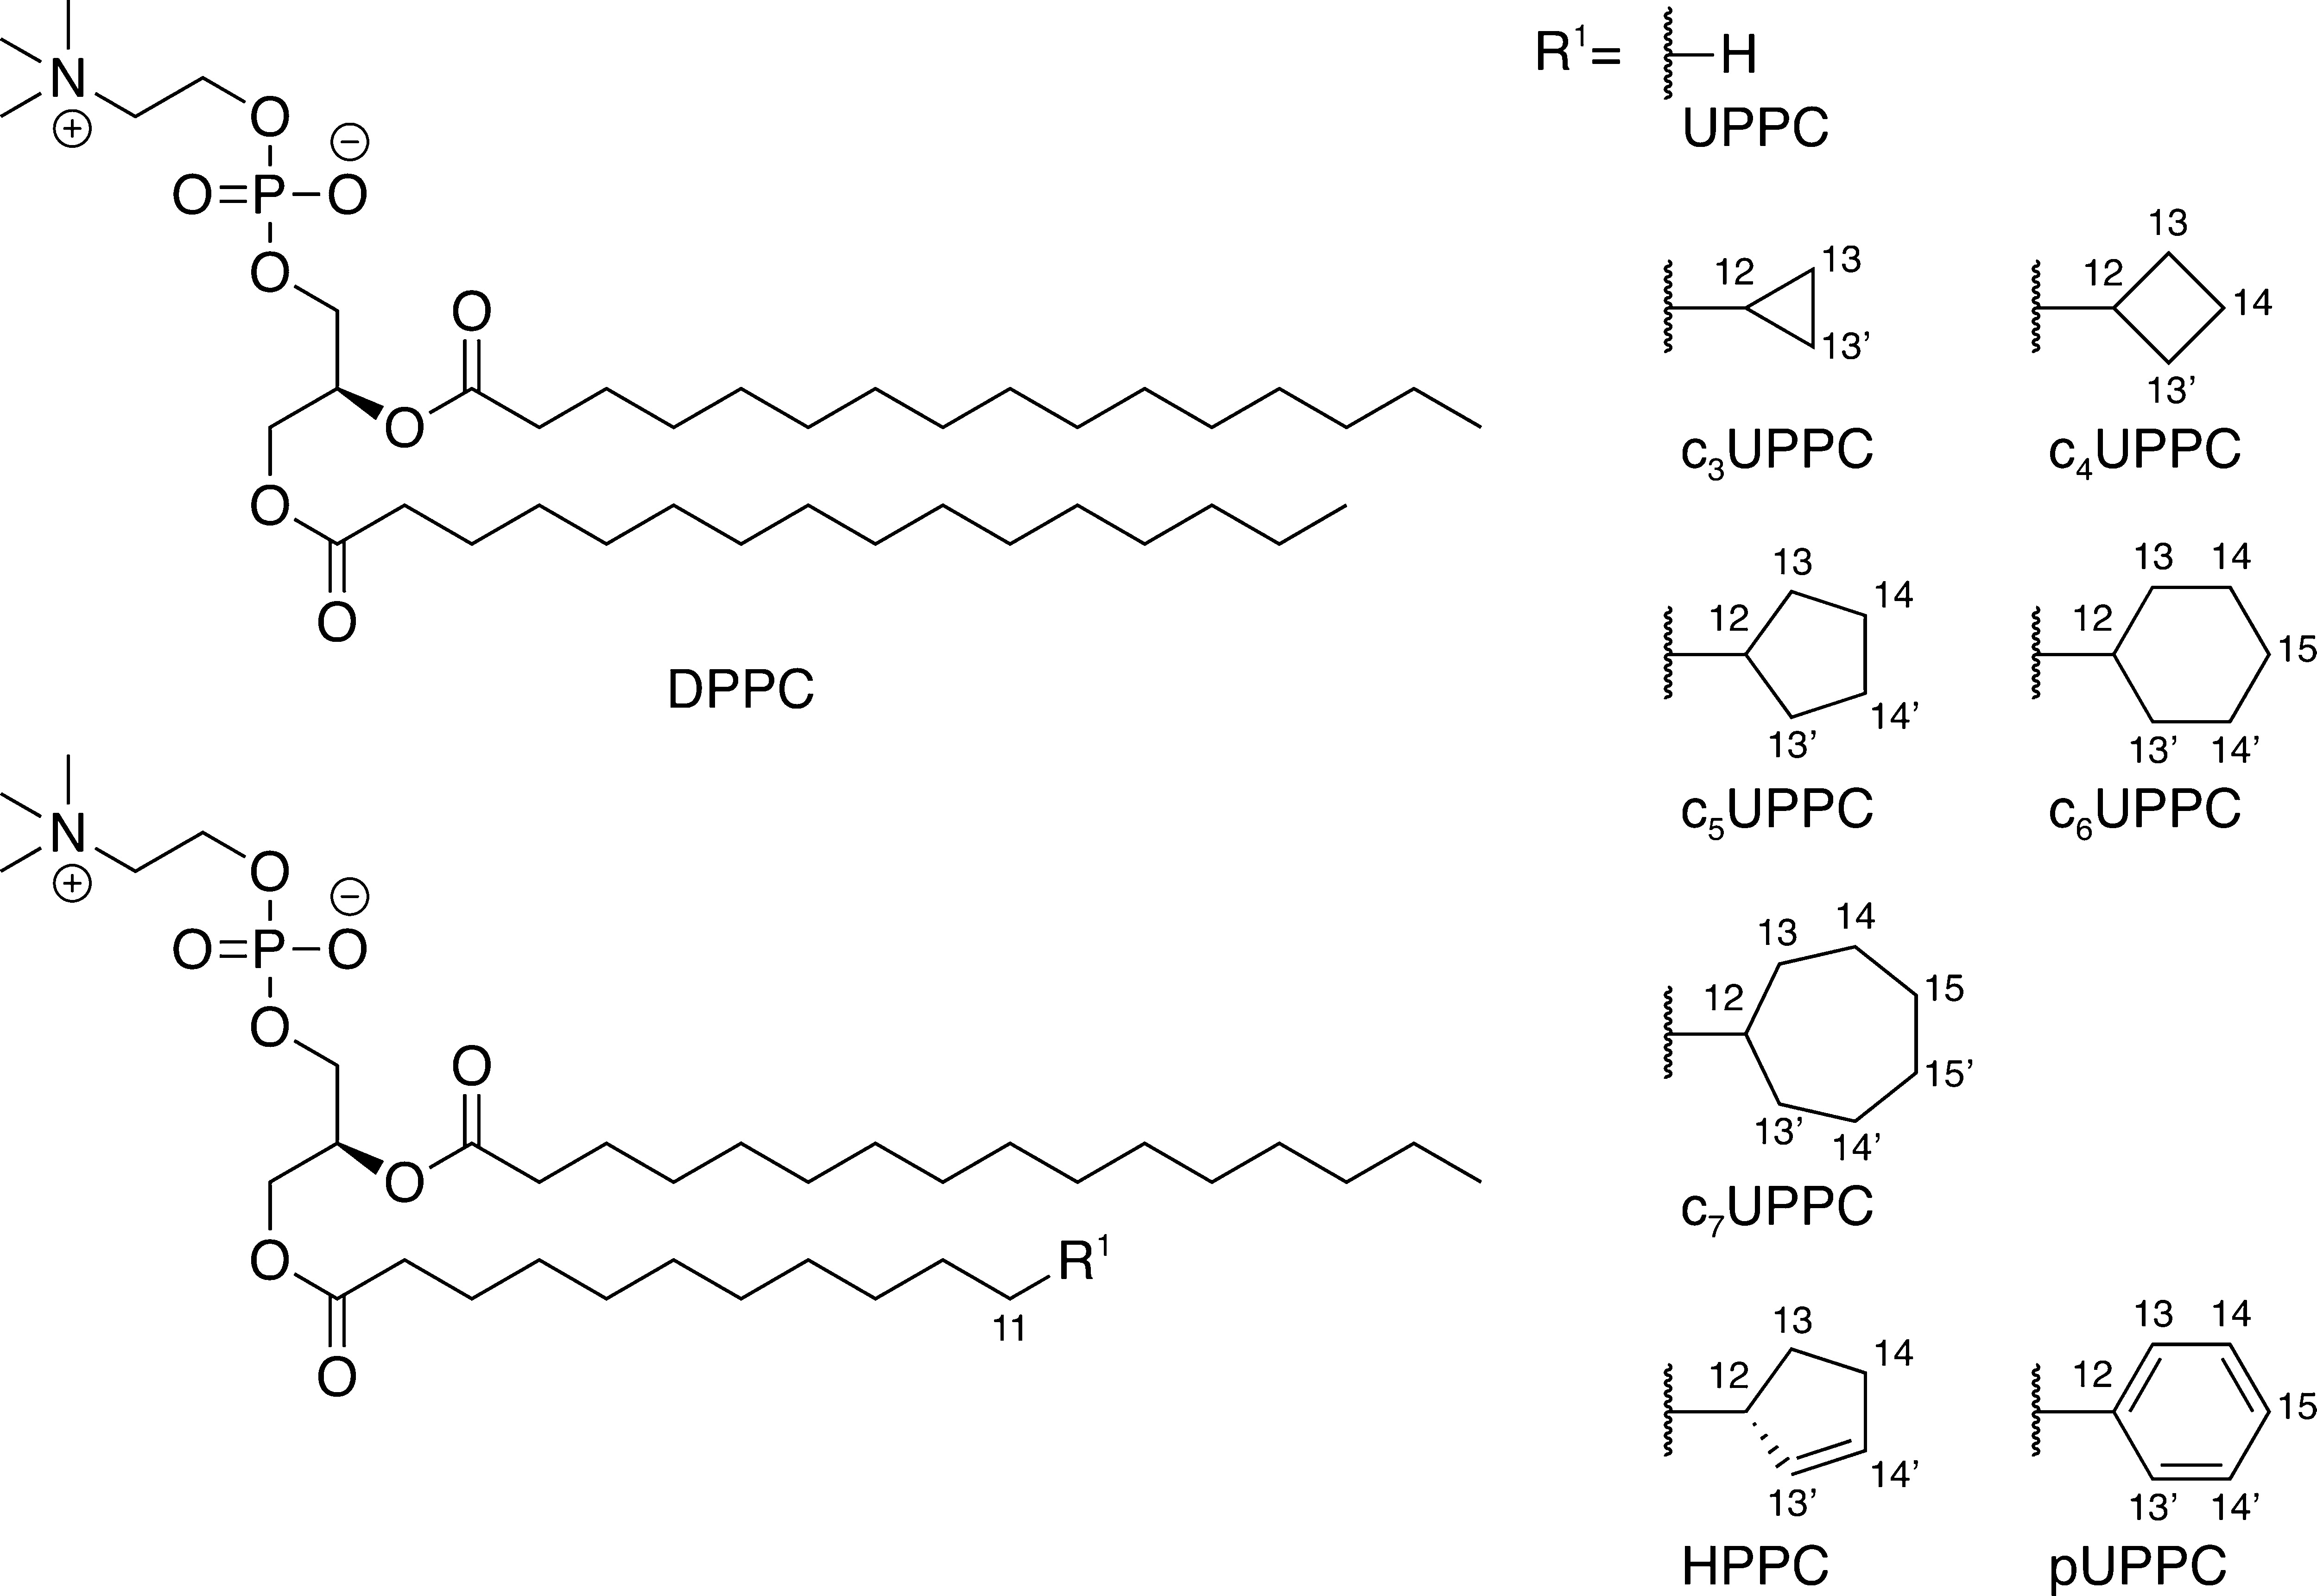 N
⊕
O
⊖
O=P−O
O
O
O
O
O
DPPC
N
⊕
O
⊖
O=P−O
O
O
O
O
R¹
11
O
R¹=
H
UPPC
12
13
13’
c₃UPPC
13
12
14
13’
c₄UPPC
13
14
12
14’
13’
c₅UPPC
13 14
12
15
13’ 14’
c₆UPPC
14
13
15
12
15’
13’
14’
c₇UPPC
13
14
12
14’
13’
HPPC
13 14
12
15
13’ 14’
pUPPC